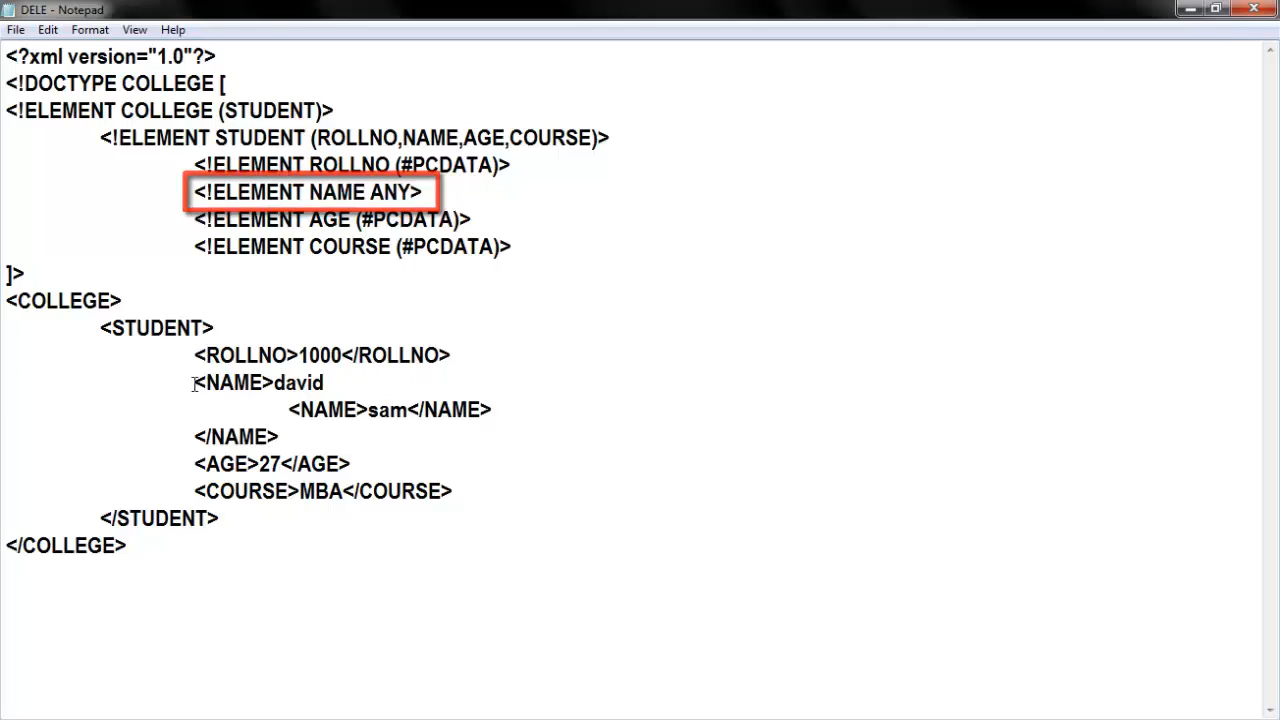 DELE - Notepad
File Edit Format View Help
<?xml version="1.0"?>
<!DOCTYPE COLLEGE [
<!ELEMENT COLLEGE (STUDENT)>
<!ELEMENT STUDENT (ROLLNO,NAME,AGE,COURSE)>
<!ELEMENT ROLLNO (#PCDATA)>
<!ELEMENT NAME ANY>
<!ELEMENT AGE (#PCDATA)>
<!ELEMENT COURSE (#PCDATA)>
]>
<COLLEGE>
<STUDENT>
<ROLLNO>1000</ROLLNO>
<NAME>david
<NAME>sam</NAME>
</NAME>
<AGE>27</AGE>
<COURSE>MBA</COURSE>
</STUDENT>
</COLLEGE>